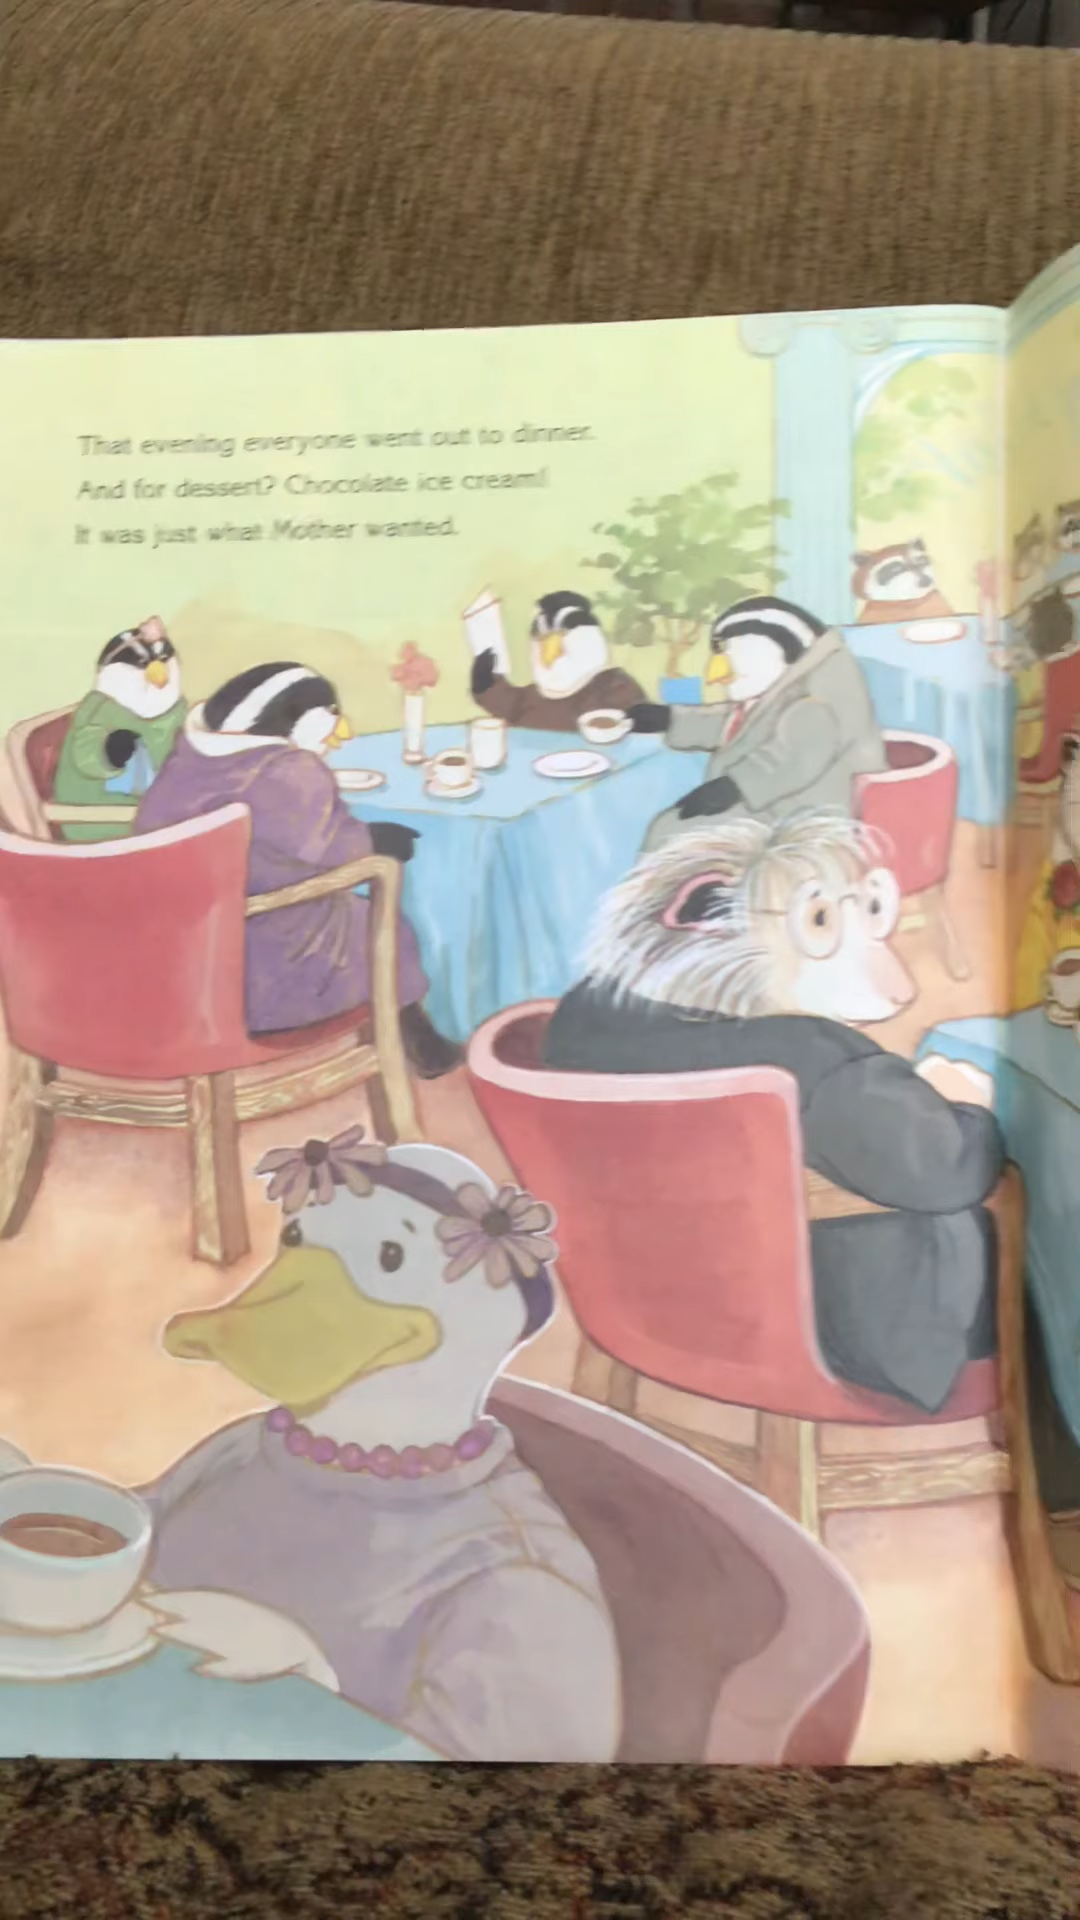 That evening everyone went out to dinner.
And for dessert? Chocolate ice cream!
It was just what Mother wanted.